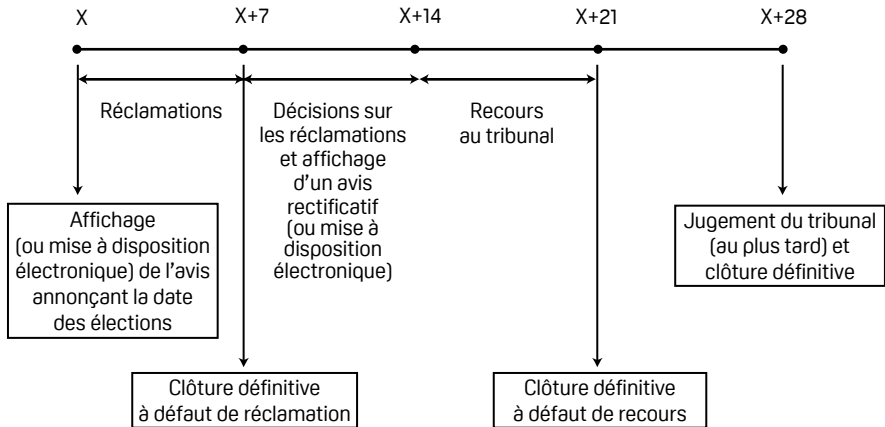 X
X+7
X+14
X+21
X+28
Réclamations
Décisions sur
les réclamations
et affichage
d'un avis
rectificatif
(ou mise à
disposition
électronique)
Recours
au tribunal
Affichage
(ou mise à disposition
électronique) de l'avis
annonçant la date
des élections
Jugement du tribunal
(au plus tard) et
clôture définitive
Clôture définitive
à défaut de réclamation
Clôture définitive
à défaut de recours